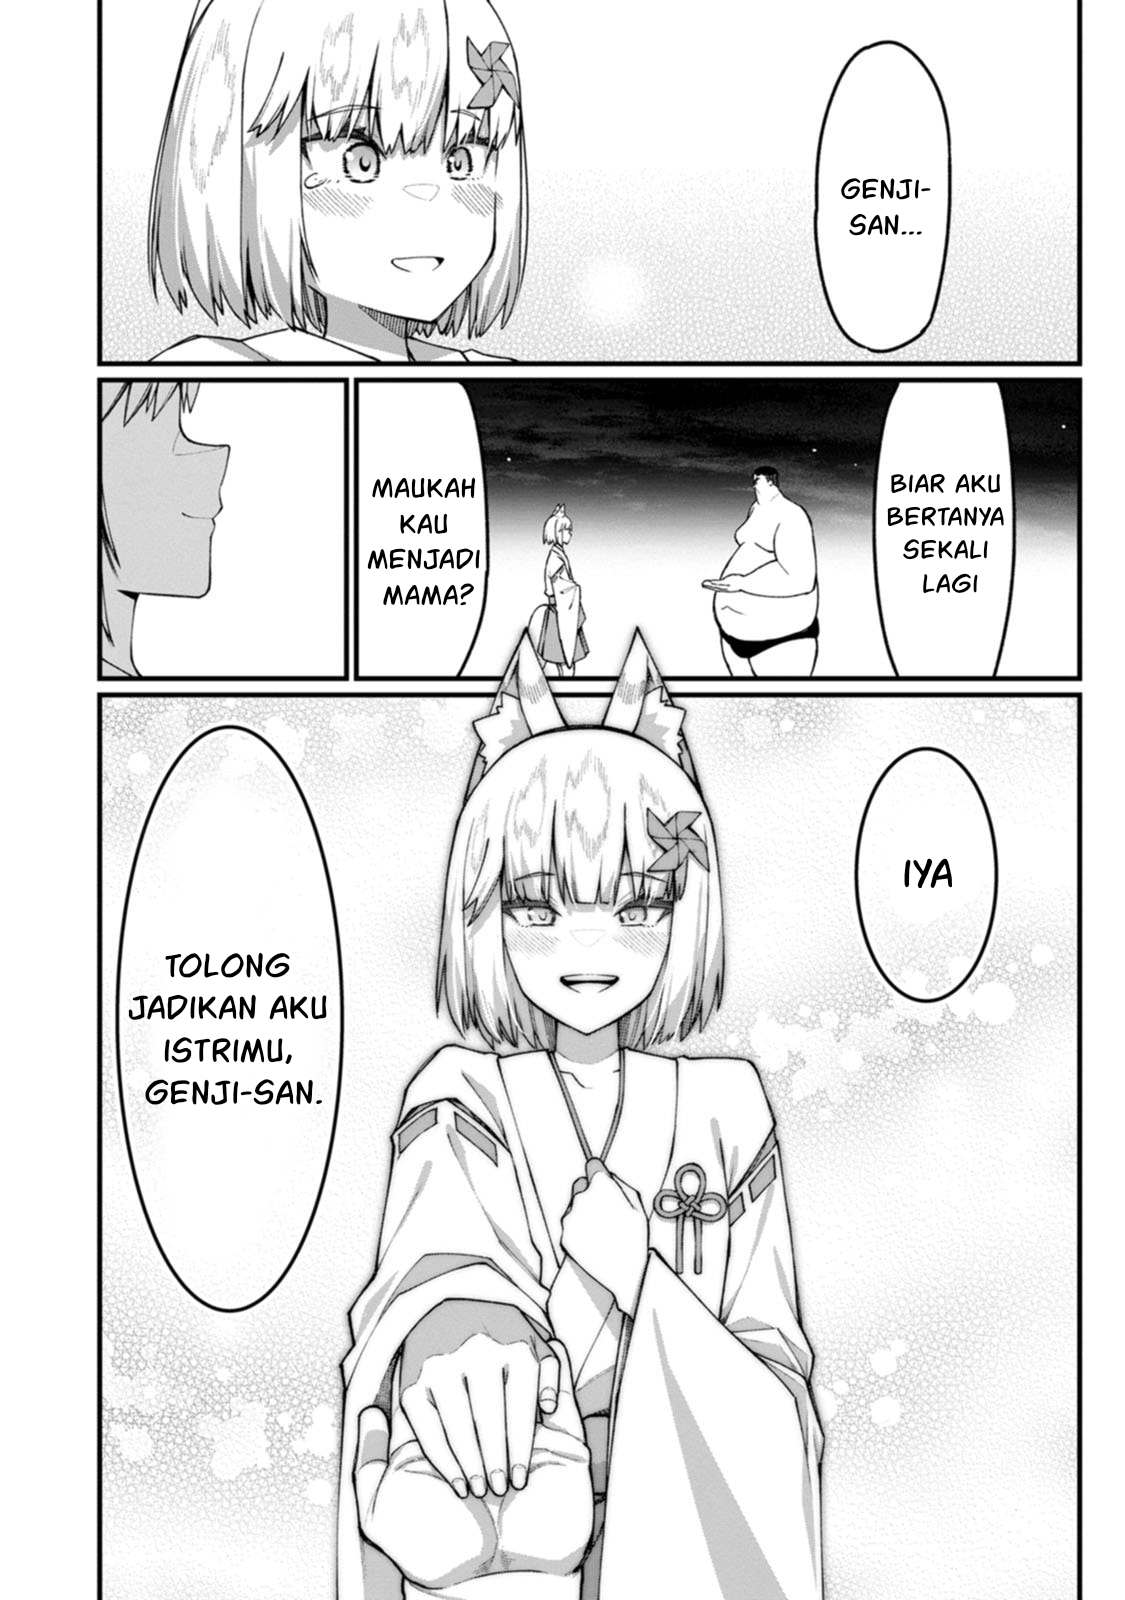 GENJI-
SAN...
BIAR AKU
BERTANYA
SEKALI
LAGI
MAUKAH
KAU
MENJADI
MAMA?
IYA
TOLONG
JADIKAN AKU
ISTRIMU,
GENJI-SAN.